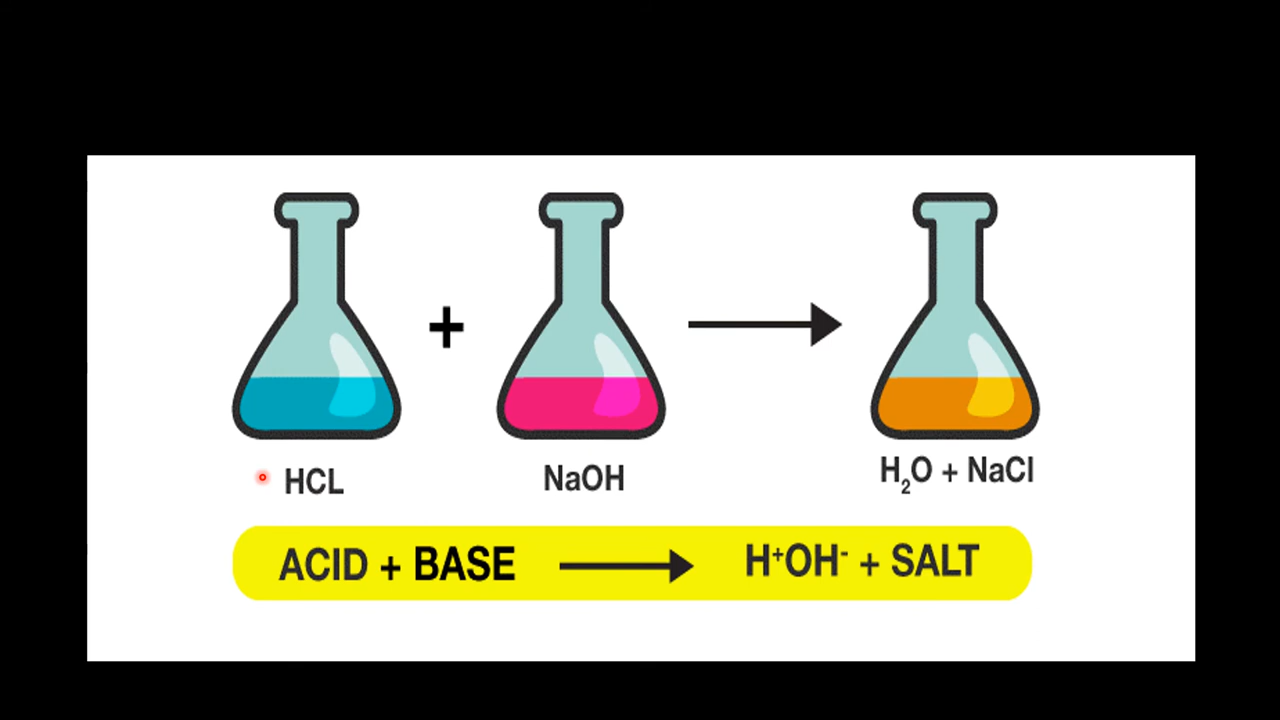 +
HCL NaOH H₂O + NaCl
ACID + BASE → H⁺OH⁻ + SALT